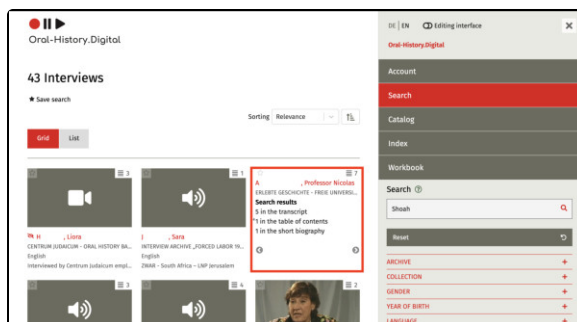 Oral-History.Digital
43 Interviews
★ Save search
Sorting Relevance
Grid List
3
H , Liora
CENTRUM JUDAICUM - ORAL HISTORY BA...
English
Interviewed by Centrum Judaicum empl...
1
J , Sara
INTERVIEW ARCHIVE „FORCED LABOR 19...
English
ZWAR - South Africa - LWP Jerusalem
7
A , Professor Nicolas
ERLEBTE GESCHICHTE - FREIE UNIVERSI...
Search results
5 in the transcript
1 in the table of contents
1 in the short biography
3
4
2
DE | EN Editing interface
Oral-History.Digital
Account
Search
Catalog
Index
Workbook
Search
Shoah
Reset
ARCHIVE +
COLLECTION +
GENDER +
YEAR OF BIRTH +
LANGUAGE +